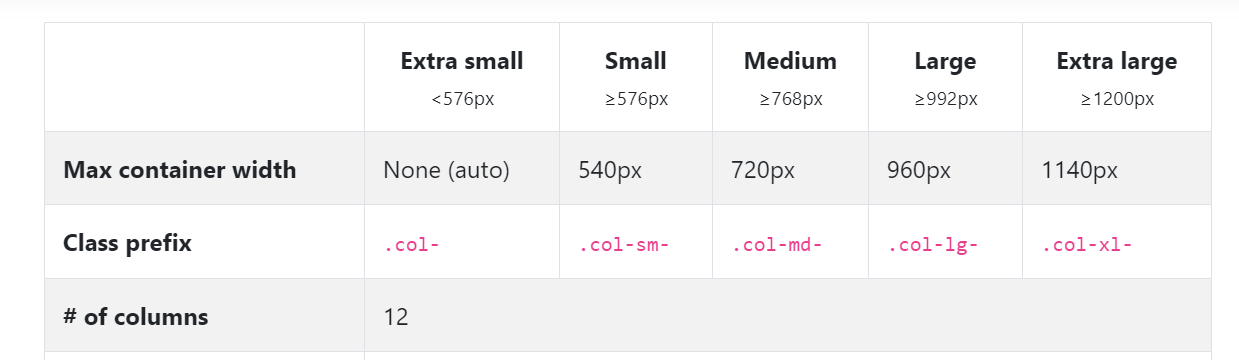 Extra small Small Medium Large Extra large
<576px ≥576px ≥768px ≥992px ≥1200px
Max container width None (auto) 540px 720px 960px 1140px
Class prefix .col- .col-sm- .col-md- .col-lg- .col-xl-
# of columns 12